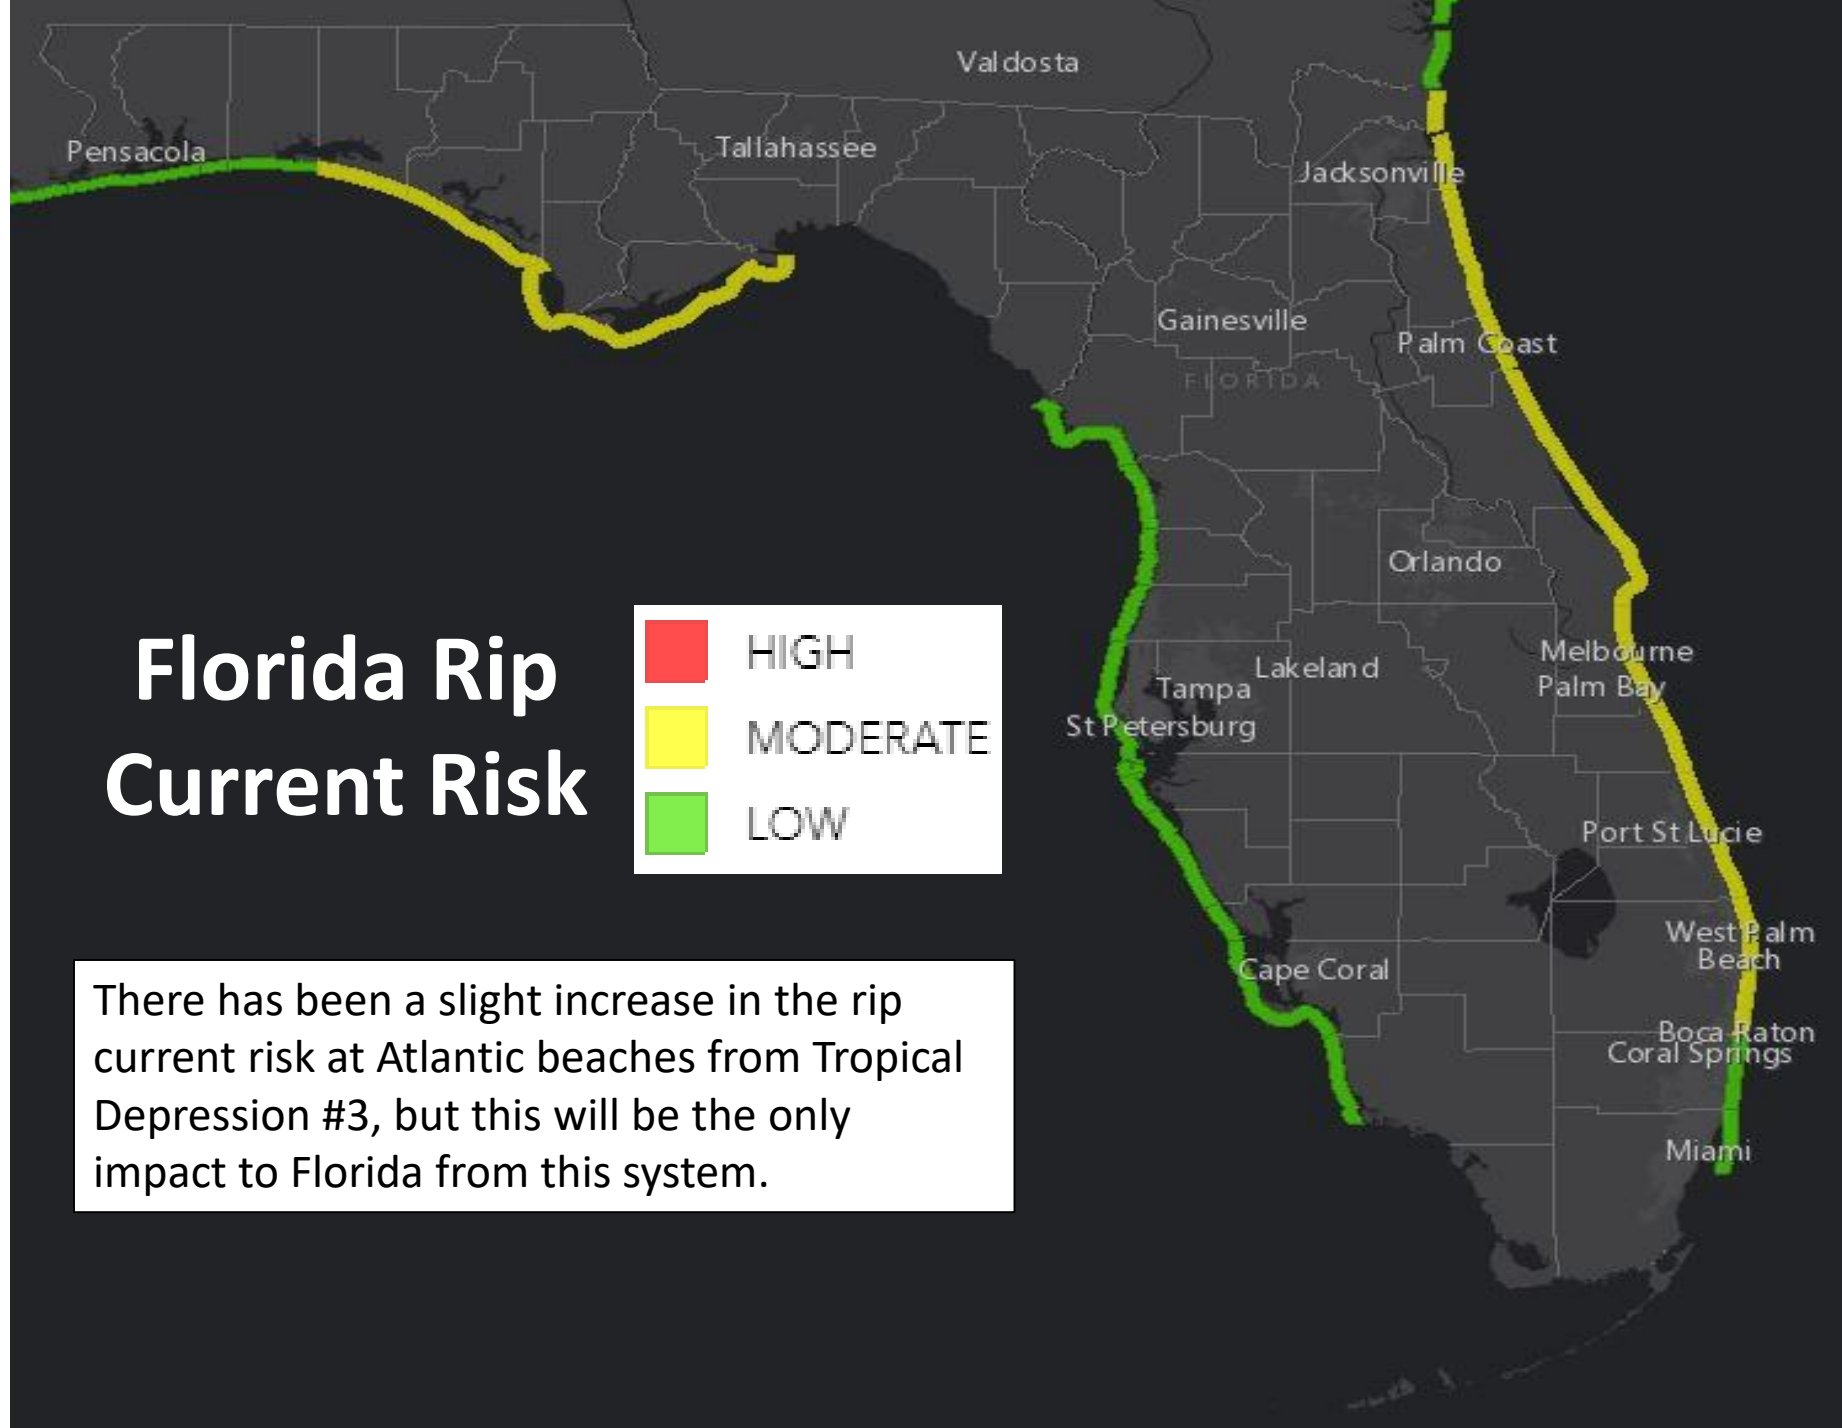 Valdosta
Pensacola
Tallahassee
Jacksonville
Gainesville
Palm Coast
FLORIDA
Orlando
Melbourne
Palm Bay
Lakeland
Tampa
St Petersburg
Port St Lucie
West Palm
Beach
Cape Coral
Boca Raton
Coral Springs
Miami
Florida Rip
Current Risk
HIGH
MODERATE
LOW
There has been a slight increase in the rip
current risk at Atlantic beaches from Tropical
Depression #3, but this will be the only
impact to Florida from this system.